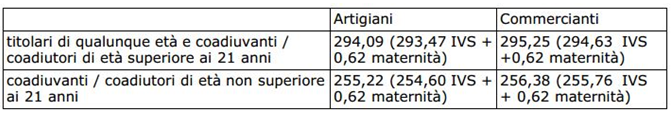 Artigiani Commercianti
titolari di qualunque età e coadiuvanti / 294,09 (293,47 IVS + 295,25 (294,63 IVS
coadiutori di età superiore ai 21 anni 0,62 maternità) +0,62 maternità)
coadiuvanti / coadiutori di età non superiore 255,22 (254,60 IVS + 256,38 (255,76 IVS
ai 21 anni 0,62 maternità) + 0,62 maternità)